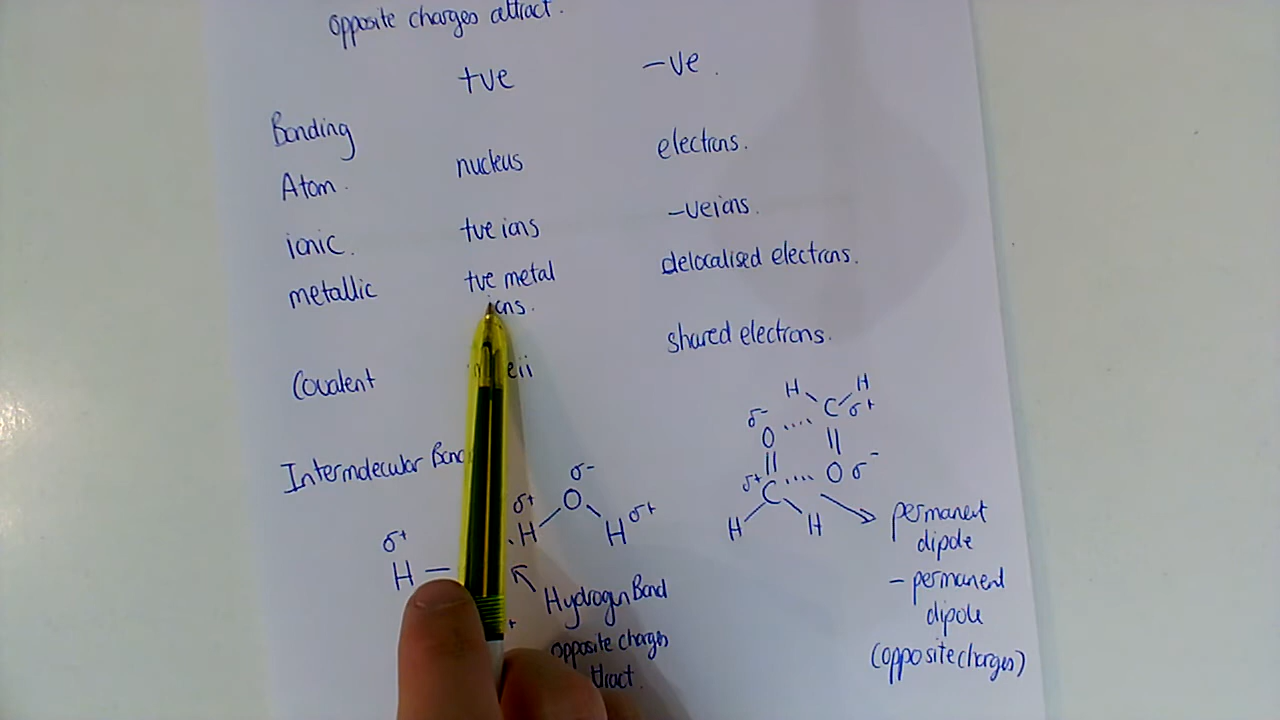 Opposite charges attract.
+ve -ve.
Bonding
Atom. nucleus electrons.
ionic. +ve ions -ve ions.
metallic +ve metal delocalised electrons.
ions.
shared electrons.
Covalent
H H
δ- C δ+
O
δ+ C O δ-
H H
Intermolecular
δ-
δ+ O
H H δ+
δ+
H
Hydrogen Bond
opposite charges
permanent
dipole
- permanent
dipole
(opposite charges)